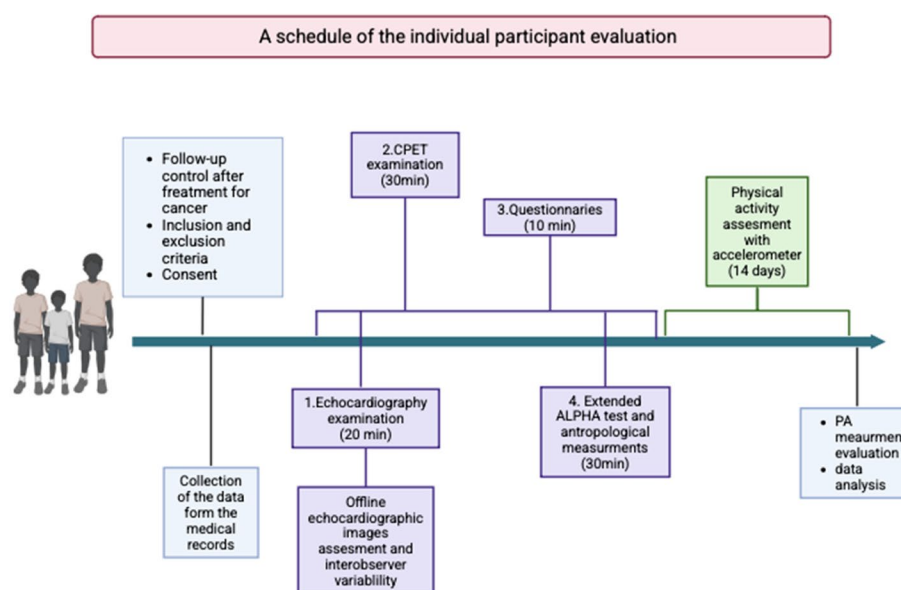 A schedule of the individual participant evaluation
• Follow-up
control after
freatment for
cancer
• Inclusion and
exclusion
criteria
• Consent
2.CPET
examination
(30min)
3.Questionnaries
(10 min)
Physical
activity
assesment
with
accelerometer
(14 days)
1.Echocardiography
examination
(20 min)
4. Extended
ALPHA test and
antropological
measurments
(30min)
• PA
meaurmen
evaluation
• data
analysis
Collection
of the data
form the
medical
records
Offline
echocardiographic
images
assesment and
interobserver
variablility